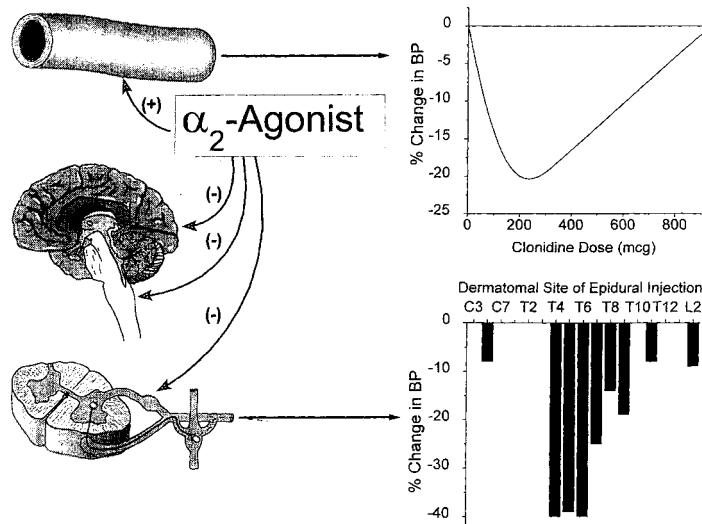 (+)
α₂-Agonist
(-)
(-)
(-)
0
-5
-10
-15
-20
-25
% Change in BP
0 200 400 600 800
Clonidine Dose (mcg)
Dermatomal Site of Epidural Injection
C3 C7 T2 T4 T6 T8 T10 T12 L2
0
-10
-20
-30
-40
% Change in BP